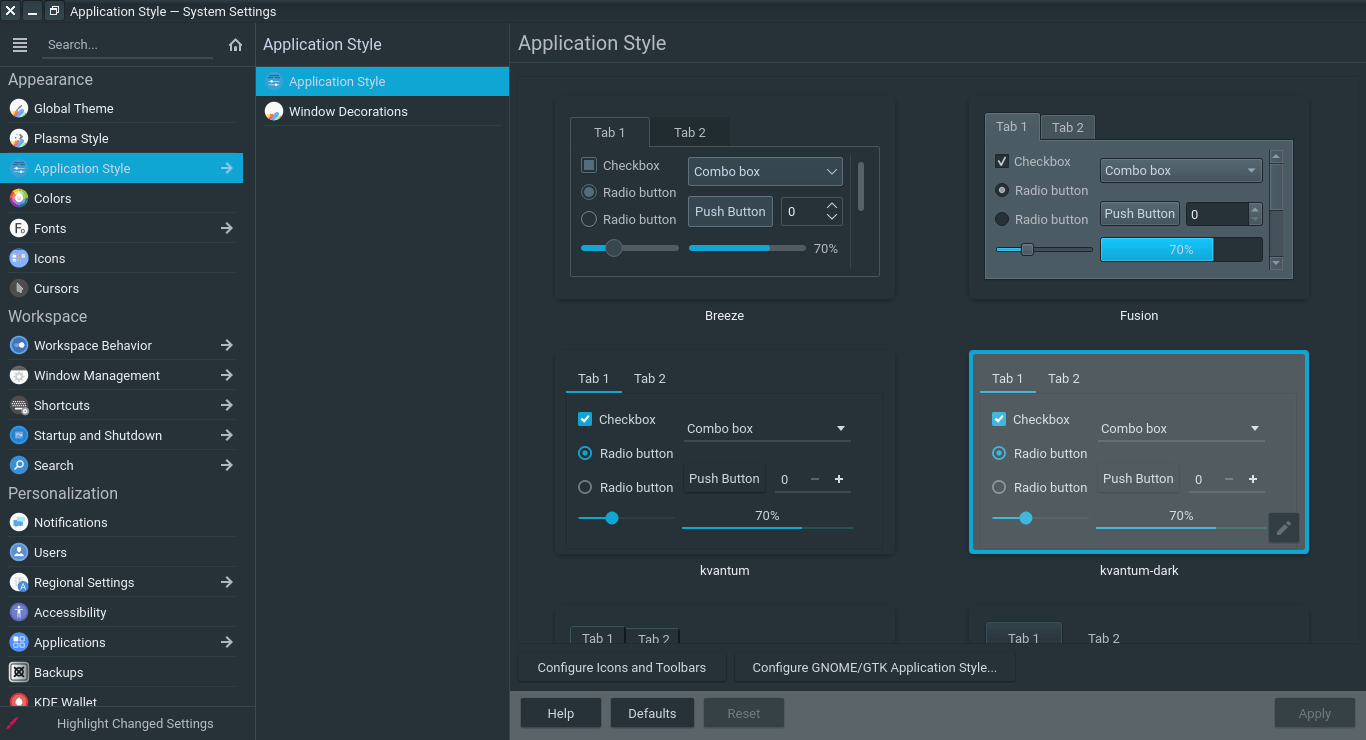 Application Style — System Settings
Search...
Appearance
Global Theme
Plasma Style
Application Style
Colors
Fonts
Icons
Cursors
Workspace
Workspace Behavior
Window Management
Shortcuts
Startup and Shutdown
Search
Personalization
Notifications
Users
Regional Settings
Accessibility
Applications
Backups
KDE Wallet
Highlight Changed Settings
Application Style
Application Style
Window Decorations
Application Style
Tab 1 Tab 2
Checkbox Combo box
Radio button
Radio button Push Button 0
70%
Breeze
Tab 1 Tab 2
Checkbox Combo box
Radio button
Radio button Push Button 0
70%
Fusion
Tab 1 Tab 2
Checkbox Combo box
Radio button
Radio button Push Button 0
70%
kvantum
Tab 1 Tab 2
Checkbox Combo box
Radio button
Radio button Push Button 0
70%
kvantum-dark
Tab 1 Tab 2
Tab 1 Tab 2
Configure Icons and Toolbars Configure GNOME/GTK Application Style...
Help Defaults Reset Apply